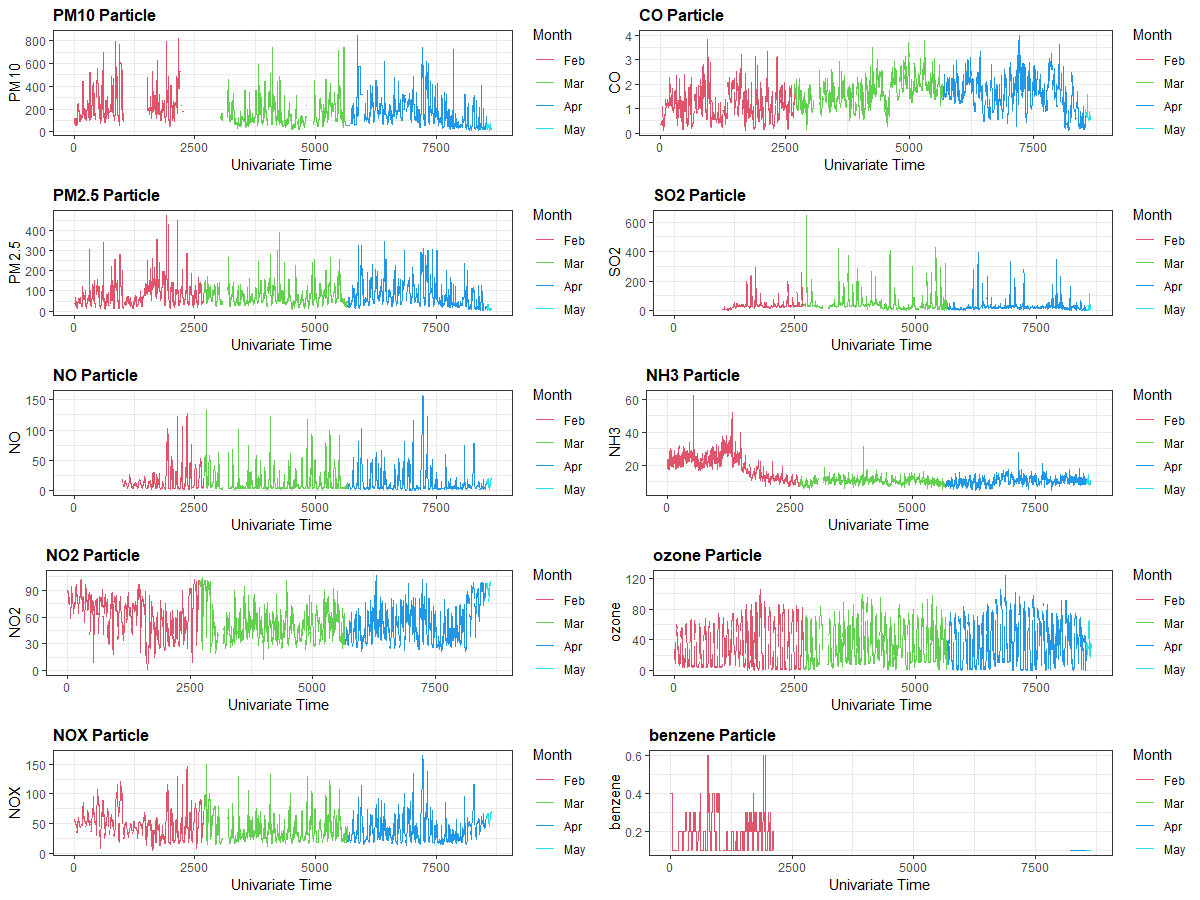 PM10 Particle
PM10
800
600
400
200
0
0 2500 5000 7500
Univariate Time
Month
Feb
Mar
Apr
May
CO Particle
CO
4
3
2
1
0
0 2500 5000 7500
Univariate Time
Month
Feb
Mar
Apr
May
PM2.5 Particle
PM2.5
400
300
200
100
0
0 2500 5000 7500
Univariate Time
Month
Feb
Mar
Apr
May
SO2 Particle
SO2
600
400
200
0
0 2500 5000 7500
Univariate Time
Month
Feb
Mar
Apr
May
NO Particle
NO
150
100
50
0
0 2500 5000 7500
Univariate Time
Month
Feb
Mar
Apr
May
NH3 Particle
NH3
60
40
20
0 2500 5000 7500
Univariate Time
Month
Feb
Mar
Apr
May
NO2 Particle
NO2
90
60
30
0
0 2500 5000 7500
Univariate Time
Month
Feb
Mar
Apr
May
ozone Particle
ozone
120
80
40
0
0 2500 5000 7500
Univariate Time
Month
Feb
Mar
Apr
May
NOX Particle
NOX
150
100
50
0
0 2500 5000 7500
Univariate Time
Month
Feb
Mar
Apr
May
benzene Particle
benzene
0.6
0.4
0.2
0 2500 5000 7500
Univariate Time
Month
Feb
Mar
Apr
May